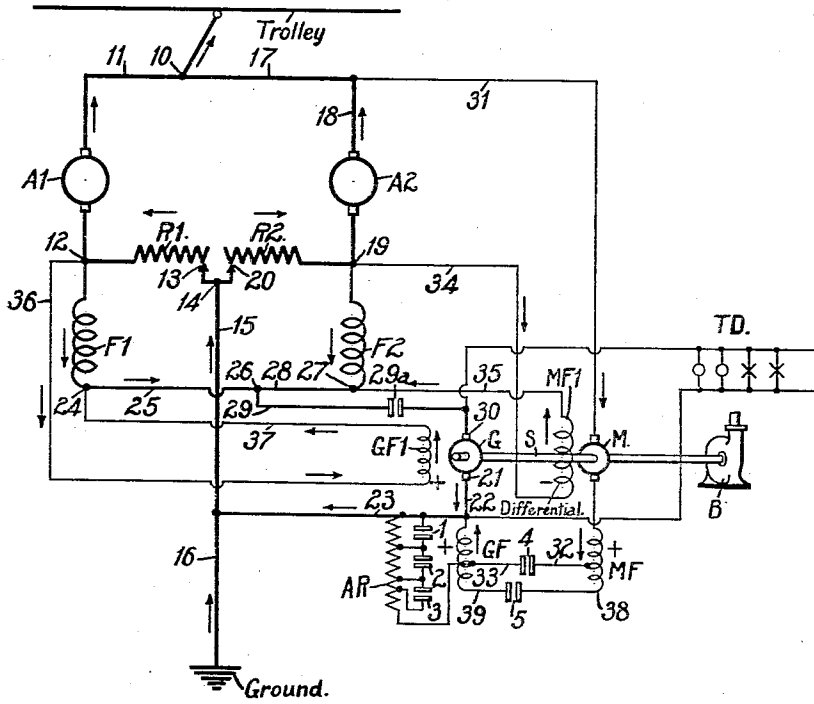 Trolley
11
10
17
31
18
A1
A2
R1.
R2.
12
13
14
20
19
36
15
34
F1
F2
TD.
26
28
27
29a
35
MF1
24
25
29
30
37
GF1
G
S
M.
+
21
-
22
Differential.
B
23
1
+
GF
4
32
+
16
2
33
MF
AR
3
39
5
38
Ground.